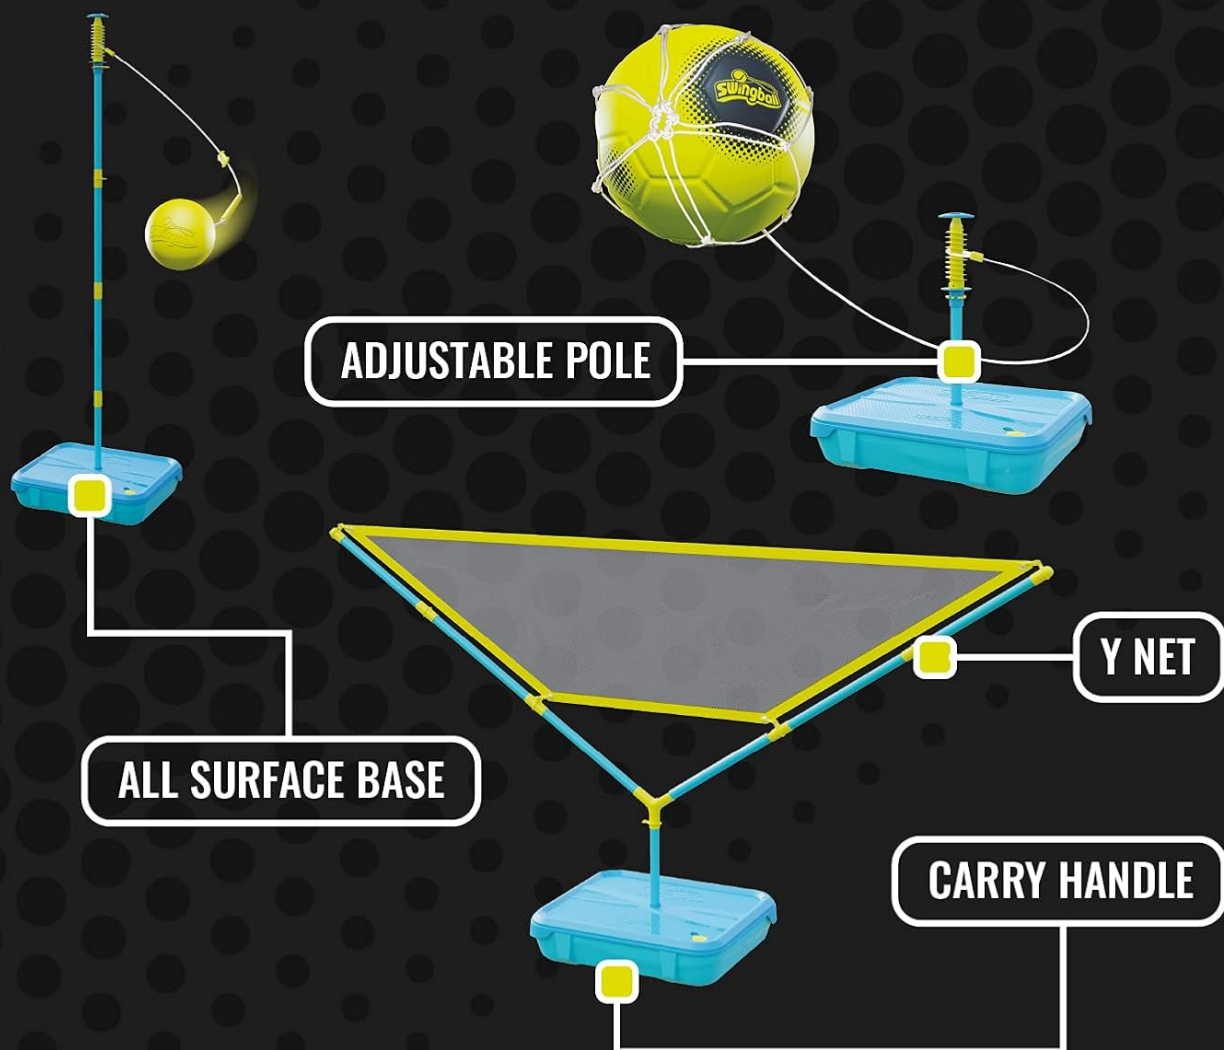 Swingball
ADJUSTABLE POLE
Y NET
ALL SURFACE BASE
CARRY HANDLE